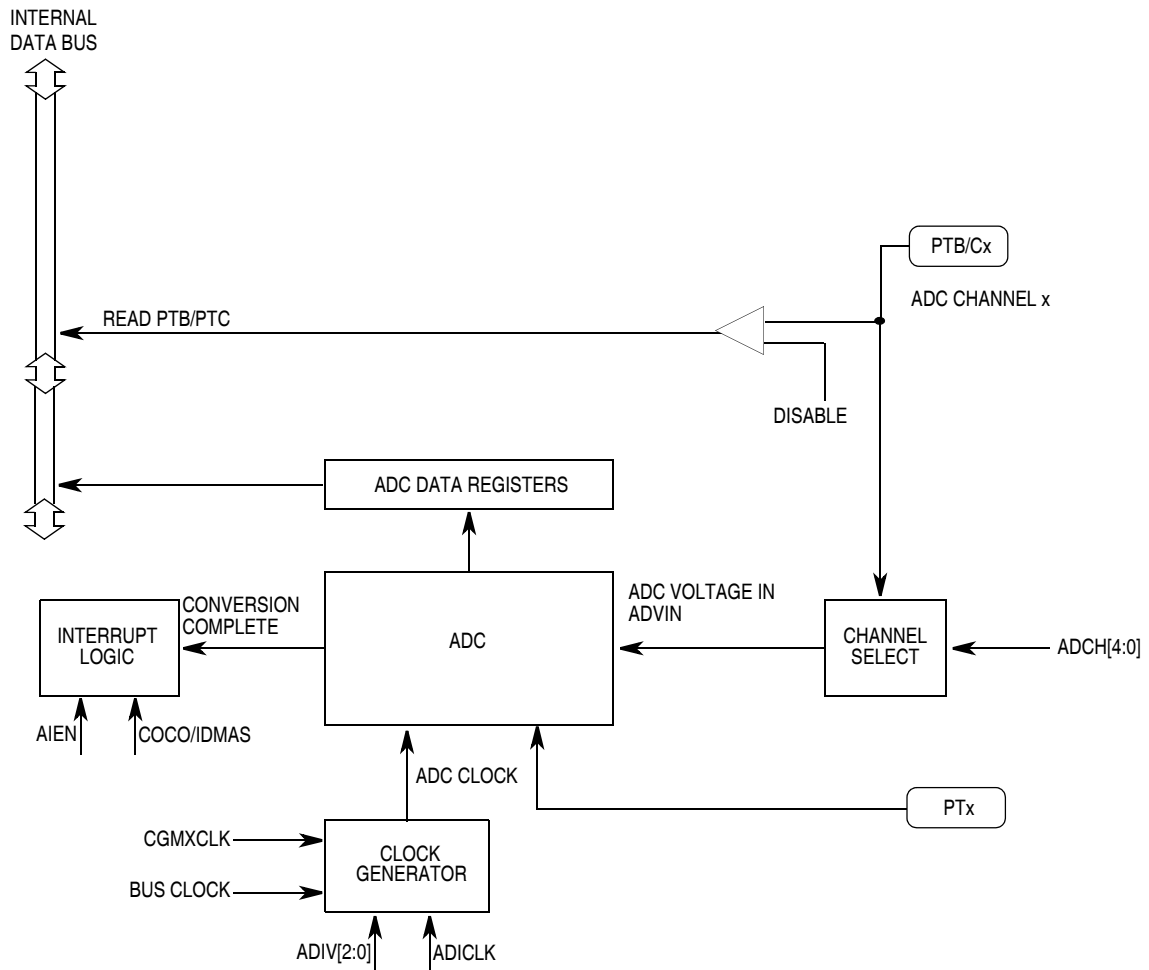 INTERNAL
DATA BUS
PTB/Cx
ADC CHANNEL x
READ PTB/PTC
DISABLE
ADC DATA REGISTERS
CONVERSION
COMPLETE
INTERRUPT
LOGIC
ADC
ADC VOLTAGE IN
ADVIN
CHANNEL
SELECT
ADCH[4:0]
AIEN
COCO/IDMAS
ADC CLOCK
PTx
CGMXCLK
CLOCK
GENERATOR
BUS CLOCK
ADIV[2:0]
ADICLK